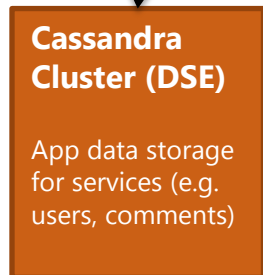 Cassandra
Cluster (DSE)
App data storage
for services (e.g.
users, comments)